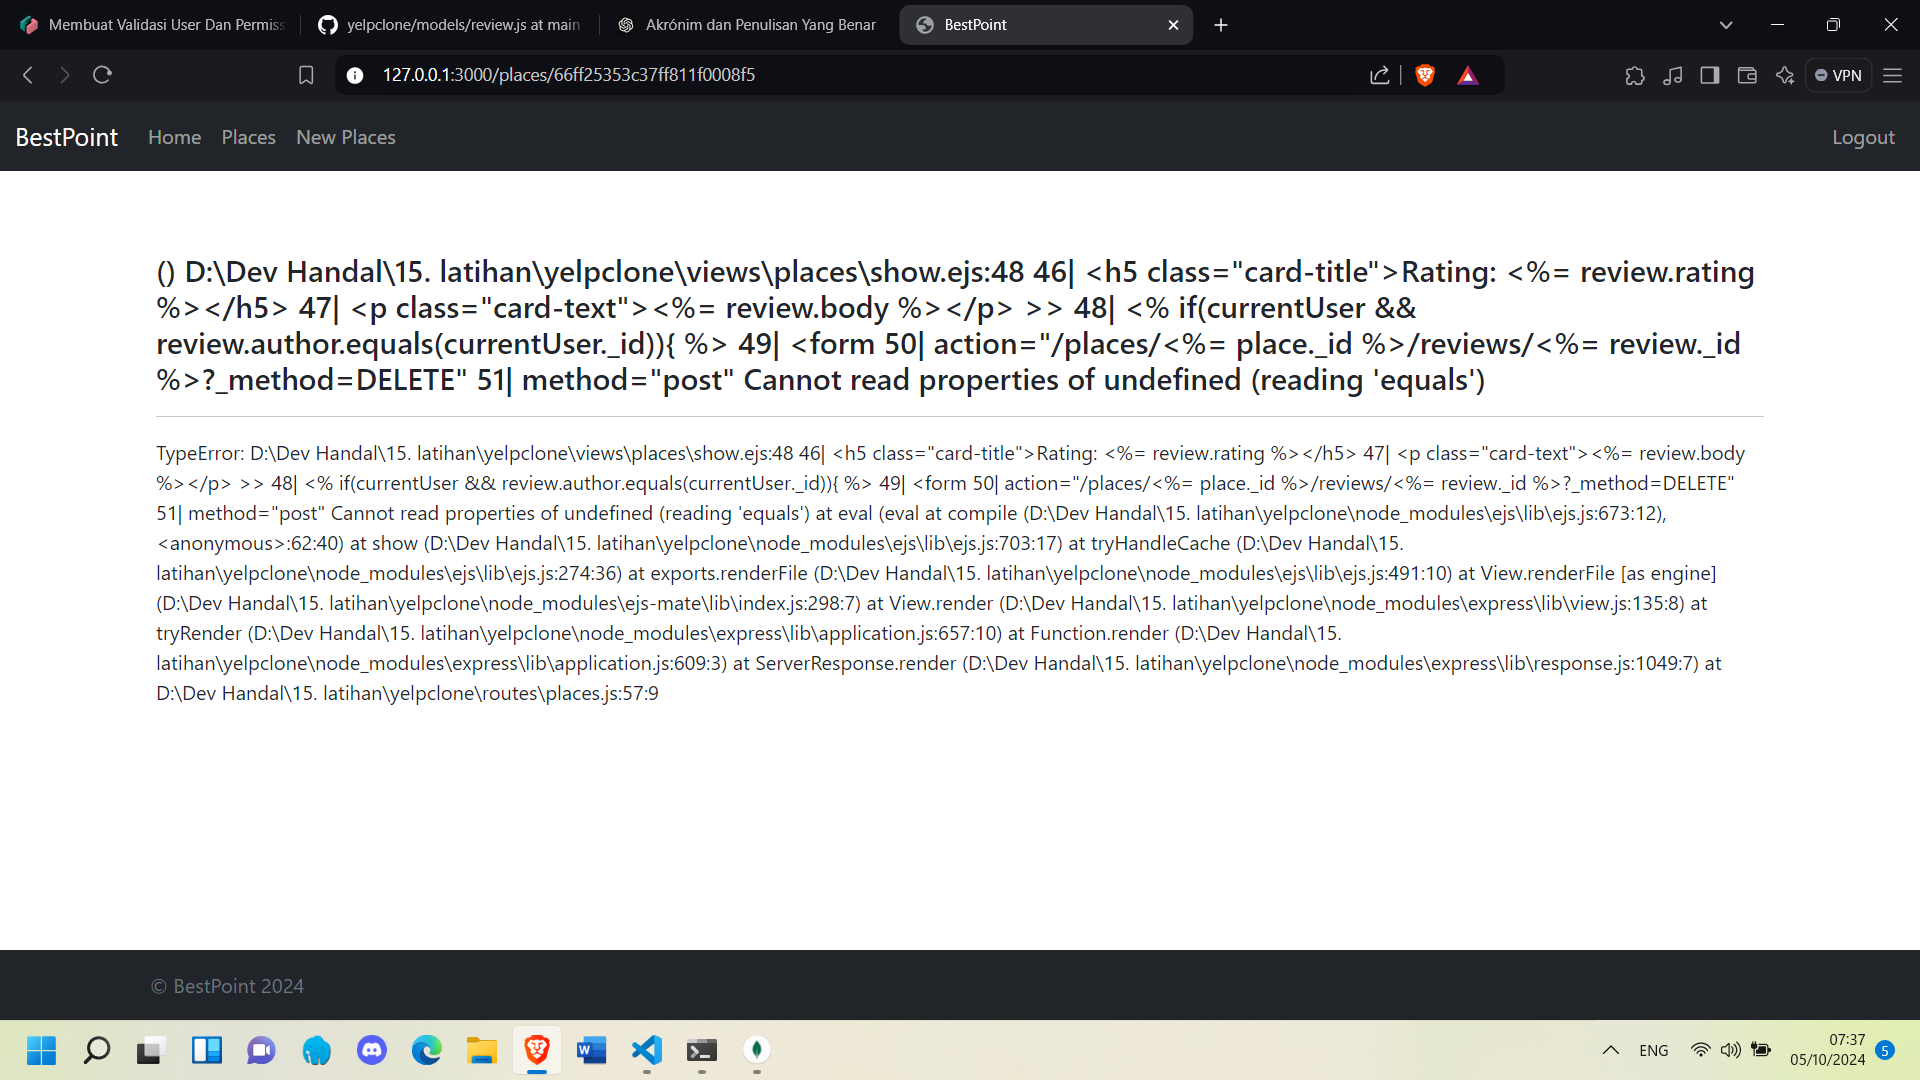 Membuat Validasi User Dan Permiss
yelpclone/models/review.js at main
Akrónim dan Penulisan Yang Benar
BestPoint
127.0.0.1:3000/places/66ff25353c37ff811f0008f5
VPN
BestPoint Home Places New Places Logout
() D:\Dev Handal\15. latihan\yelpclone\views\places\show.ejs:48 46| <h5 class="card-title">Rating: <%= review.rating
%></h5> 47| <p class="card-text"><%= review.body %></p> >> 48| <% if(currentUser &&
review.author.equals(currentUser._id)){ %> 49| <form 50| action="/places/<%= place._id %>/reviews/<%= review._id
%>?_method=DELETE" 51| method="post" Cannot read properties of undefined (reading 'equals')
TypeError: D:\Dev Handal\15. latihan\yelpclone\views\places\show.ejs:48 46| <h5 class="card-title">Rating: <%= review.rating %></h5> 47| <p class="card-text"><%= review.body
%></p> >> 48| <% if(currentUser && review.author.equals(currentUser._id)){ %> 49| <form 50| action="/places/<%= place._id %>/reviews/<%= review._id %>?_method=DELETE"
51| method="post" Cannot read properties of undefined (reading 'equals') at eval (eval at compile (D:\Dev Handal\15. latihan\yelpclone\node_modules\ejs\lib\ejs.js:673:12),
<anonymous>:62:40) at show (D:\Dev Handal\15. latihan\yelpclone\node_modules\ejs\lib\ejs.js:703:17) at tryHandleCache (D:\Dev Handal\15.
latihan\yelpclone\node_modules\ejs\lib\ejs.js:274:36) at exports.renderFile (D:\Dev Handal\15. latihan\yelpclone\node_modules\ejs\lib\ejs.js:491:10) at View.renderFile [as engine]
(D:\Dev Handal\15. latihan\yelpclone\node_modules\ejs-mate\lib\index.js:298:7) at View.render (D:\Dev Handal\15. latihan\yelpclone\node_modules\express\lib\view.js:135:8) at
tryRender (D:\Dev Handal\15. latihan\yelpclone\node_modules\express\lib\application.js:657:10) at Function.render (D:\Dev Handal\15.
latihan\yelpclone\node_modules\express\lib\application.js:609:3) at ServerResponse.render (D:\Dev Handal\15. latihan\yelpclone\node_modules\express\lib\response.js:1049:7) at
D:\Dev Handal\15. latihan\yelpclone\routes\places.js:57:9
© BestPoint 2024
ENG
07:37
05/10/2024
5